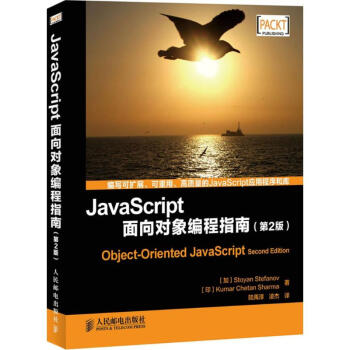 PACKT
PUBLISHING
编写可扩展、可重用、高质量的JavaScript应用程序和库
JavaScript
面向对象编程指南(第2版)
Object-Oriented JavaScript Second Edition
[加] Stoyan Stefanov
[印] Kumar Chetan Sharma 著
陆禹淳 凌杰 译
人民邮电出版社
POSTS & TELECOM PRESS
JavaScript 面向对象编程指南(第2版)
人民邮电出版社